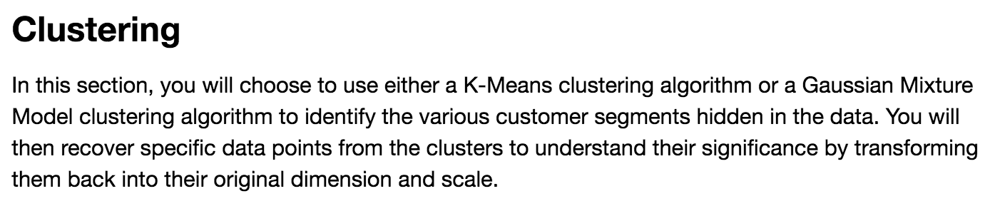 Clustering
In this section, you will choose to use either a K-Means clustering algorithm or a Gaussian Mixture
Model clustering algorithm to identify the various customer segments hidden in the data. You will
then recover specific data points from the clusters to understand their significance by transforming
them back into their original dimension and scale.